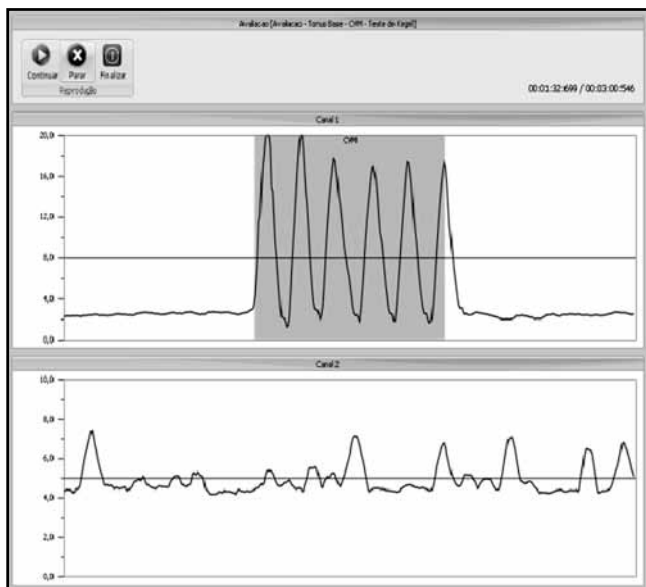 Avaliacao [Avaliacao - Tonus Base - CVM - Teste de Kegel]
Continuar Parar Finalizar
Reprodução
00:01:32:699 / 00:03:00:546
Canal 1
CVM
20,0
16,0
12,0
8,0
4,0
0,0
Canal 2
10,0
8,0
6,0
4,0
2,0
0,0